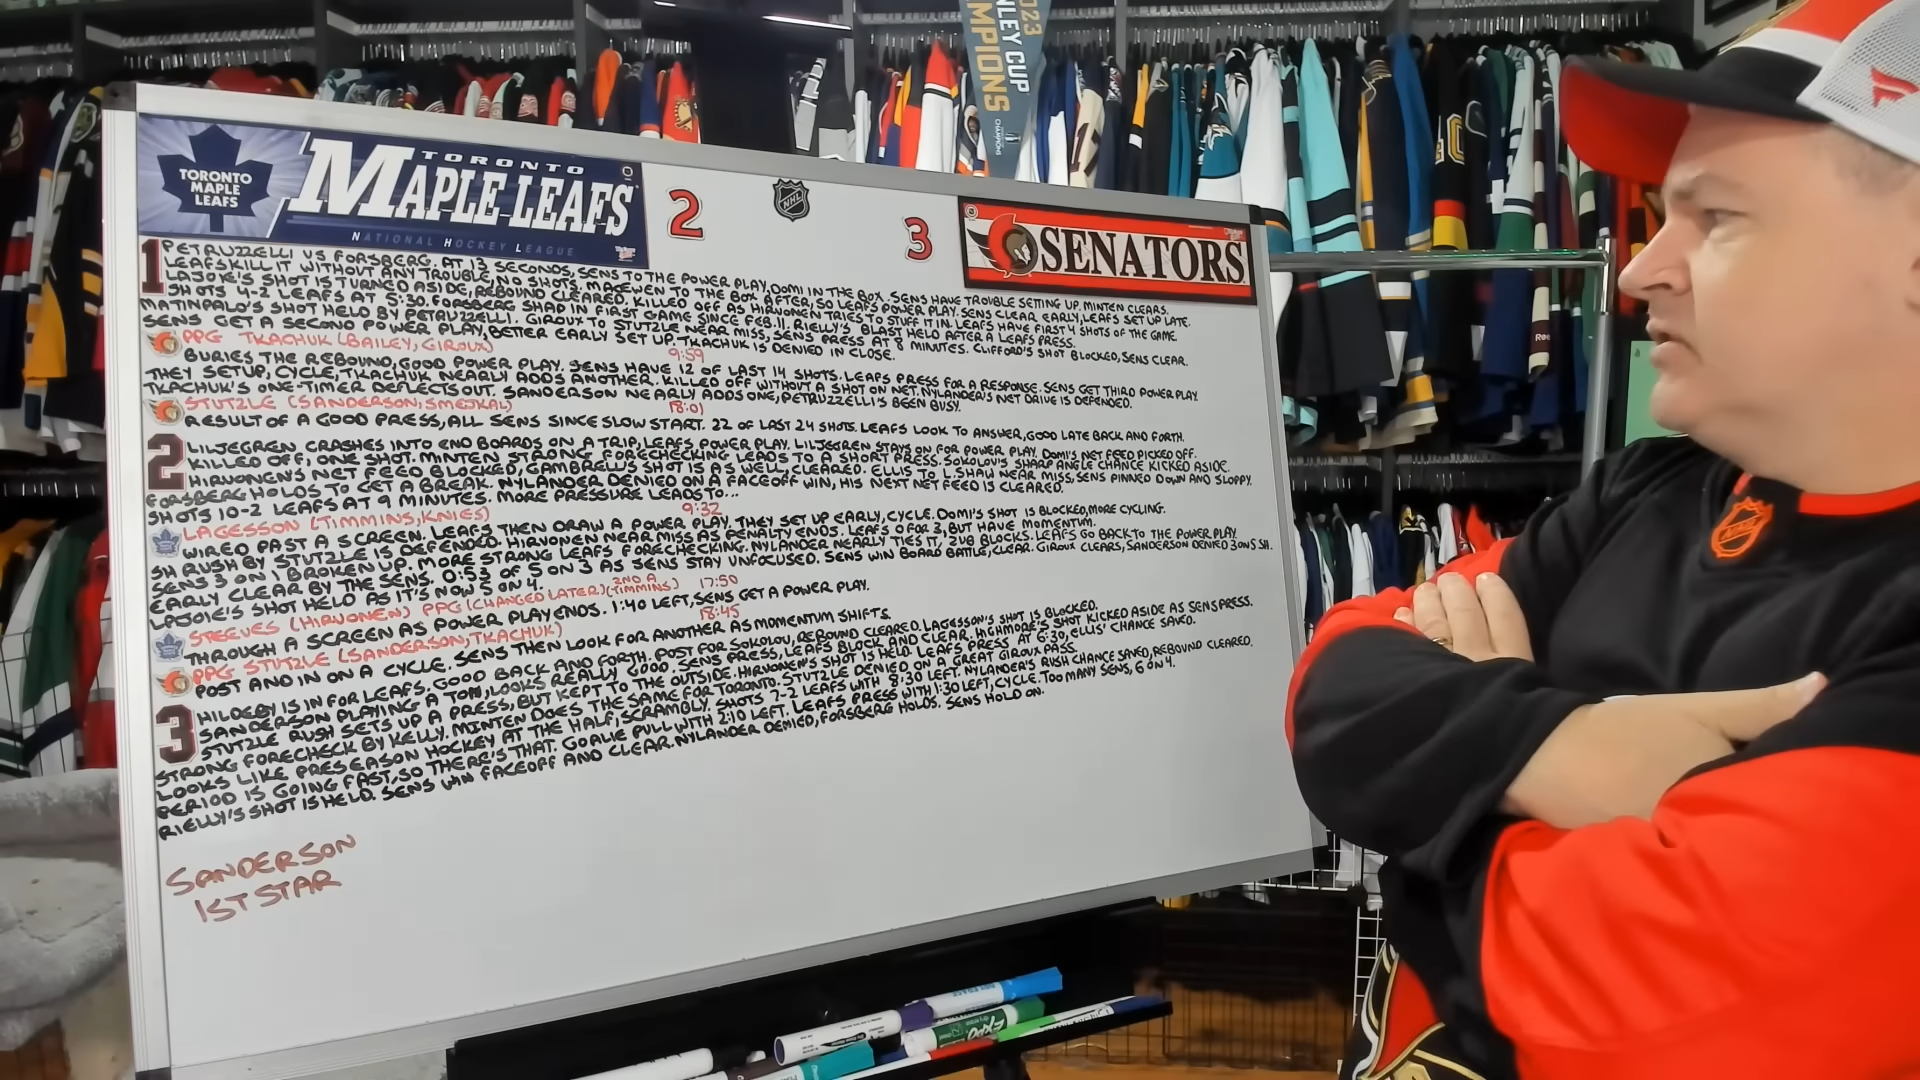 2023
STANLEY CUP
CHAMPIONS
CHAMPIONS
TORONTO
MAPLE
LEAFS
TORONTO
MAPLE LEAFS
NATIONAL HOCKEY LEAGUE
2
NHL
3
SENATORS
1 PETRUZZELLI VS FORSBERG. AT 13 SECONDS, SENS TO THE POWER PLAY, DOMI IN THE BOX. SENS HAVE TROUBLE SETTING UP. MINTEN CLEARS.
LEAFS KILL IT WITHOUT ANY TROUBLE, NO SHOTS. MACEWEN TO THE BOX AFTER, SO LEAFS POWER PLAY. SENS CLEAR EARLY, LEAFS SET UP LATE.
LAJOIE'S SHOT IS TURNED ASIDE, REBOUND CLEARED. KILLED OFF AS HIRVONEN TRIES TO STUFF IT IN. LEAFS HAVE FIRST 4 SHOTS OF THE GAME.
SHOTS 4-2 LEAFS AT 5:30. FORSBERG SHARP IN FIRST GAME SINCE FEB. 11. RIELLY'S BLAST HELD AFTER A LEAFS PRESS.
MATINPALO'S SHOT HELD BY PETRUZZELLI. GIROUX TO STUTZLE NEAR MISS, SENS PRESS AT 8 MINUTES. CLIFFORD'S SHOT BLOCKED, SENS CLEAR.
SENS GET A SECOND POWER PLAY, BETTER EARLY SET UP. TKACHUK IS DENIED IN CLOSE.
PPG TKACHUK (BAILEY, GIROUX) 9:59
BURIES THE REBOUND, GOOD POWER PLAY. SENS HAVE 12 OF LAST 14 SHOTS. LEAFS PRESS FOR A RESPONSE. SENS GET THIRD POWER PLAY.
THEY SETUP, CYCLE, TKACHUK NEARLY ADDS ANOTHER. KILLED OFF WITHOUT A SHOT ON NET. NYLANDER'S NET DRIVE IS DEFENDED.
TKACHUK'S ONE-TIMER DEFLECTS OUT. SANDERSON NEARLY ADDS ONE, PETRUZZELLI'S BEEN BUSY.
STUTZLE (SANDERSON, SMEJKAL) 18:01
RESULT OF A GOOD PRESS, ALL SENS SINCE SLOW START. 22 OF LAST 24 SHOTS. LEAFS LOOK TO ANSWER, GOOD LATE BACK AND FORTH.
2 LILJEGREN CRASHES INTO END BOARDS ON A TRIP, LEAFS POWER PLAY. LILJEGREN STAYS ON FOR POWER PLAY. DOMI'S NET FEED PICKED OFF.
KILLED OFF, ONE SHOT. MINTEN STRONG FORECHECKING LEADS TO A SHORT PRESS. SOKOLOV'S SHARP ANGLE CHANCE KICKED ASIDE.
HIRVONEN'S NET FEED BLOCKED, GAMBRELL'S SHOT IS AS WELL, CLEARED. ELLIS TO L. SHAW NEAR MISS, SENS PINNED DOWN AND SLOPPY.
FORSBERG HOLDS TO GET A BREAK. NYLANDER DENIED ON A FACEOFF WIN, HIS NEXT NET FEED IS CLEARED.
SHOTS 10-2 LEAFS AT 9 MINUTES. MORE PRESSURE LEADS TO...
LAGESSON (TIMMINS, KNIES) 9:32
WIRED PAST A SCREEN. LEAFS THEN DRAW A POWER PLAY. THEY SET UP EARLY, CYCLE. DOMI'S SHOT IS BLOCKED, MORE CYCLING.
SH RUSH BY STUTZLE IS DEFENDED. HIRVONEN NEAR MISS AS PENALTY ENDS. LEAFS 0 FOR 3, BUT HAVE MOMENTUM.
SENS 3 ON 1 BROKEN UP. MORE STRONG LEAFS FORECHECKING. NYLANDER NEARLY TIES IT, ZUB BLOCKS. LEAFS GO BACK TO THE POWER PLAY.
EARLY CLEAR BY THE SENS. 0:53 OF 5 ON 3 AS SENS STAY UNFOCUSED. SENS WIN BOARD BATTLE, CLEAR. GIROUX CLEARS, SANDERSON DENIED 3 ON 5 SH.
LAJOIE'S SHOT HELD AS IT'S NOW 5 ON 4.
STEEVES (HIRVONEN) PPG (CHANGED LATER) (2ND A TIMMINS) 17:50
THROUGH A SCREEN AS POWER PLAY ENDS. 1:40 LEFT, SENS GET A POWER PLAY.
PPG STUTZLE (SANDERSON, TKACHUK) 18:45
POST AND IN ON A CYCLE. SENS THEN LOOK FOR ANOTHER AS MOMENTUM SHIFTS.
3 HILDEBY IS IN FOR LEAFS. GOOD BACK AND FORTH. POST FOR SOKOLOV, REBOUND CLEARED. LAGESSON'S SHOT IS BLOCKED.
SANDERSON PLAYING A TON, LOOKS REALLY GOOD. SENS PRESS, LEAFS BLOCK AND CLEAR. HIGHMORE'S SHOT KICKED ASIDE AS SENS PRESS.
STUTZLE RUSH SETS UP A PRESS, BUT KEPT TO THE OUTSIDE. HIRVONEN'S SHOT IS HELD. LEAFS PRESS AT 6:30, ELLIS' CHANCE SAVED.
STRONG FORECHECK BY KELLY. MINTEN DOES THE SAME FOR TORONTO. STUTZLE DENIED ON A GREAT GIROUX PASS.
LOOKS LIKE PRESEASON HOCKEY AT THE HALF, SCRAMBLY. SHOTS 7-2 LEAFS WITH 8:30 LEFT. NYLANDER'S RUSH CHANCE SAVED, REBOUND CLEARED.
PERIOD IS GOING FAST, SO THERE'S THAT. GOALIE PULL WITH 2:10 LEFT. LEAFS PRESS WITH 1:30 LEFT, CYCLE. TOO MANY SENS, 6 ON 4.
RIELLY'S SHOT IS HELD. SENS WIN FACEOFF AND CLEAR. NYLANDER DENIED, FORSBERG HOLDS. SENS HOLD ON.
SANDERSON
1ST STAR
Expo
NHL